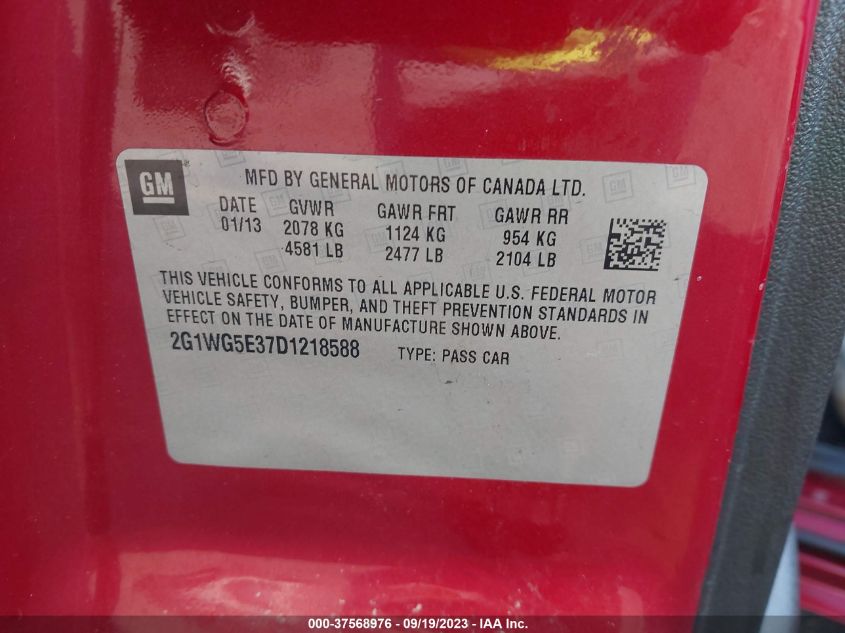 GM
MFD BY GENERAL MOTORS OF CANADA LTD.
DATE GVWR GAWR FRT GAWR RR
01/13 2078 KG 1124 KG 954 KG
4581 LB 2477 LB 2104 LB
THIS VEHICLE CONFORMS TO ALL APPLICABLE U.S. FEDERAL MOTOR
VEHICLE SAFETY, BUMPER, AND THEFT PREVENTION STANDARDS IN
EFFECT ON THE DATE OF MANUFACTURE SHOWN ABOVE.
2G1WG5E37D1218588 TYPE: PASS CAR
000-37568976 - 09/19/2023 - IAA Inc.